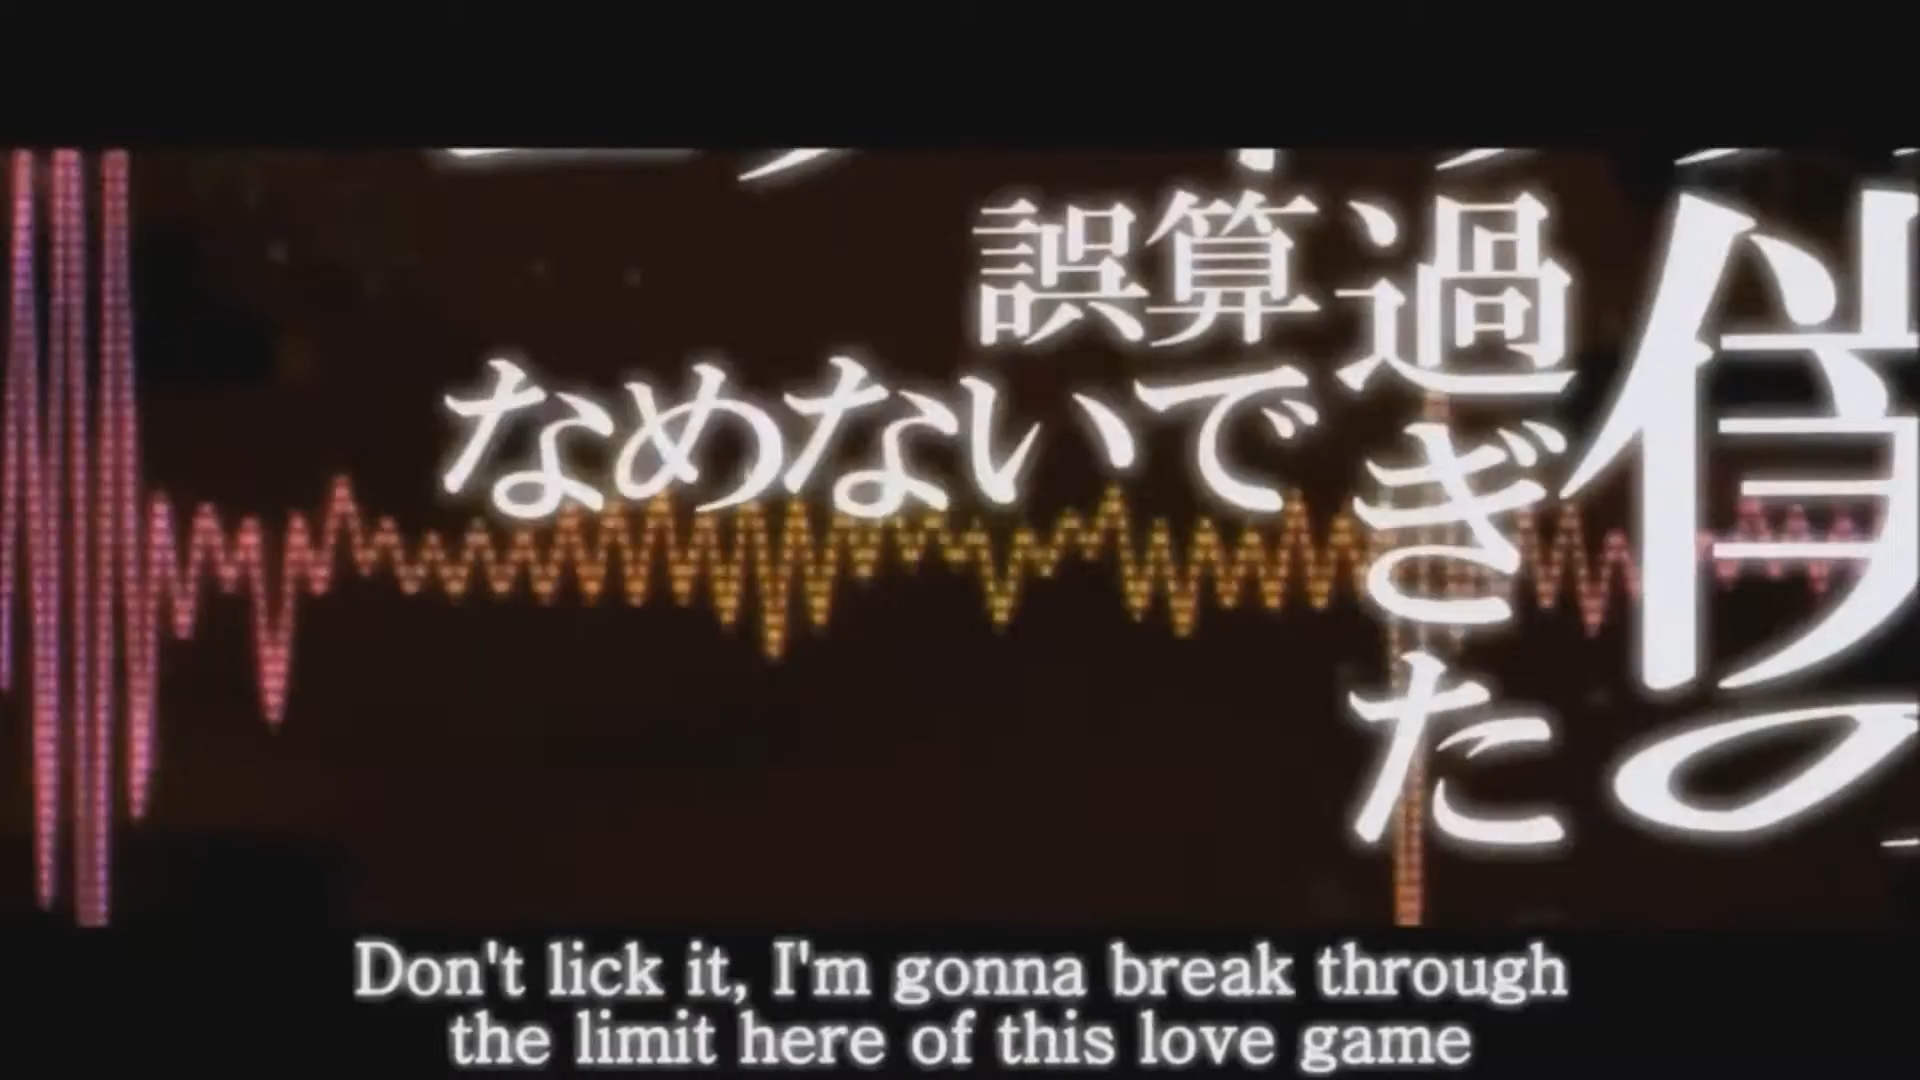 過ぎた
誤算
なめないで
Don't lick it, I'm gonna break through
the limit here of this love game